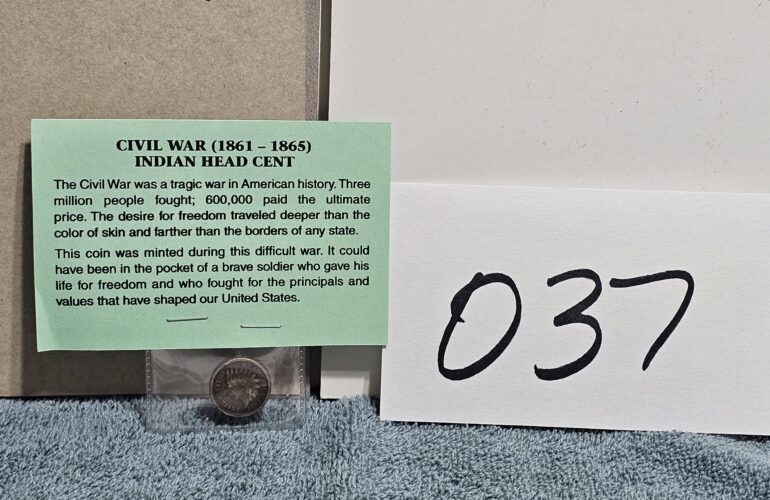 CIVIL WAR (1861 – 1865)
INDIAN HEAD CENT
The Civil War was a tragic war in American history. Three
million people fought; 600,000 paid the ultimate
price. The desire for freedom traveled deeper than the
color of skin and farther than the borders of any state.
This coin was minted during this difficult war. It could
have been in the pocket of a brave soldier who gave his
life for freedom and who fought for the principals and
values that have shaped our United States.
037